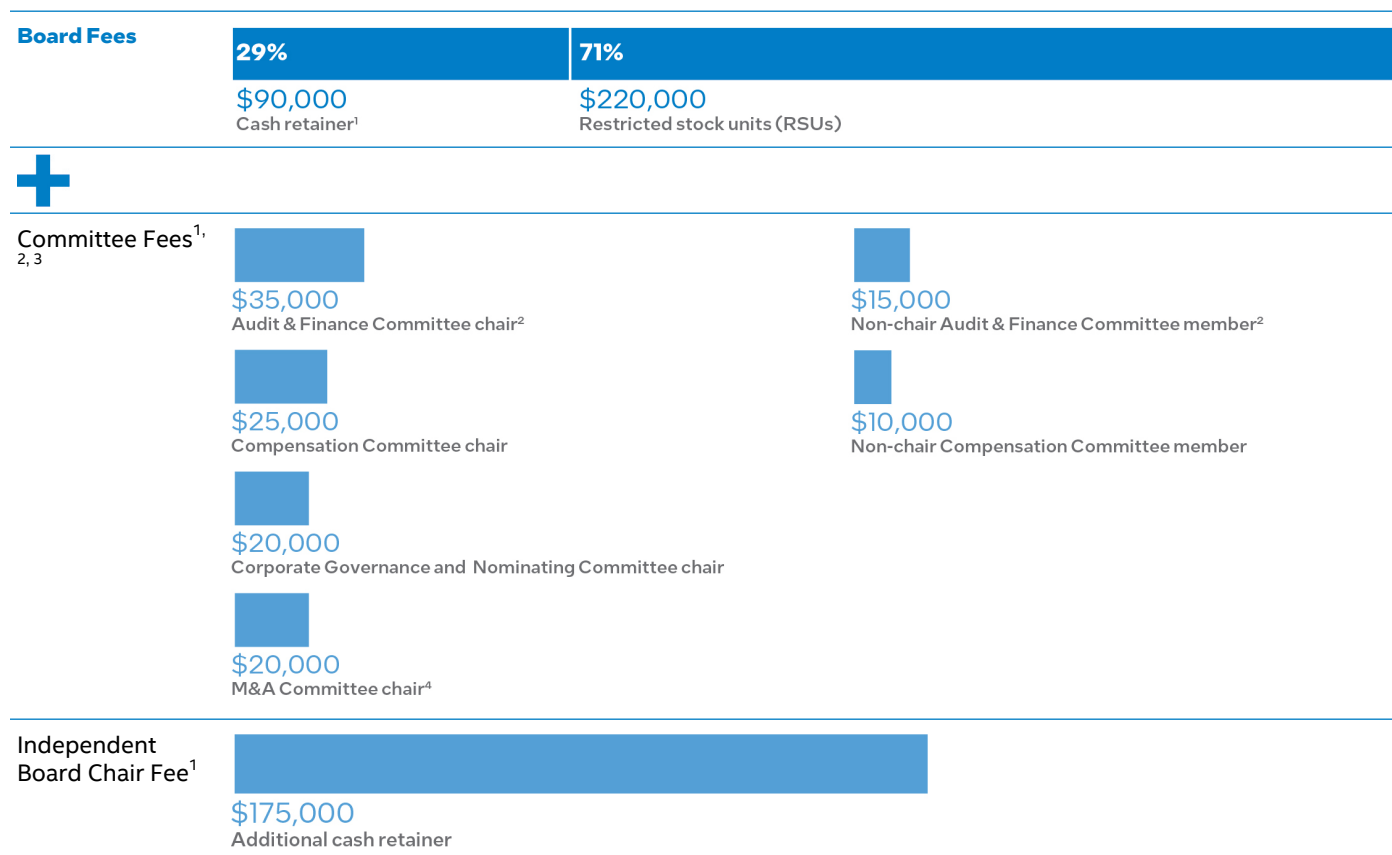 Board Fees
29%
71%
$90,000
Cash retainer¹
$220,000
Restricted stock units (RSUs)
Committee Fees¹,
2, 3
$35,000
Audit & Finance Committee chair²
$15,000
Non-chair Audit & Finance Committee member²
$25,000
Compensation Committee chair
$10,000
Non-chair Compensation Committee member
$20,000
Corporate Governance and Nominating Committee chair
$20,000
M&A Committee chair⁴
Independent
Board Chair Fee¹
$175,000
Additional cash retainer